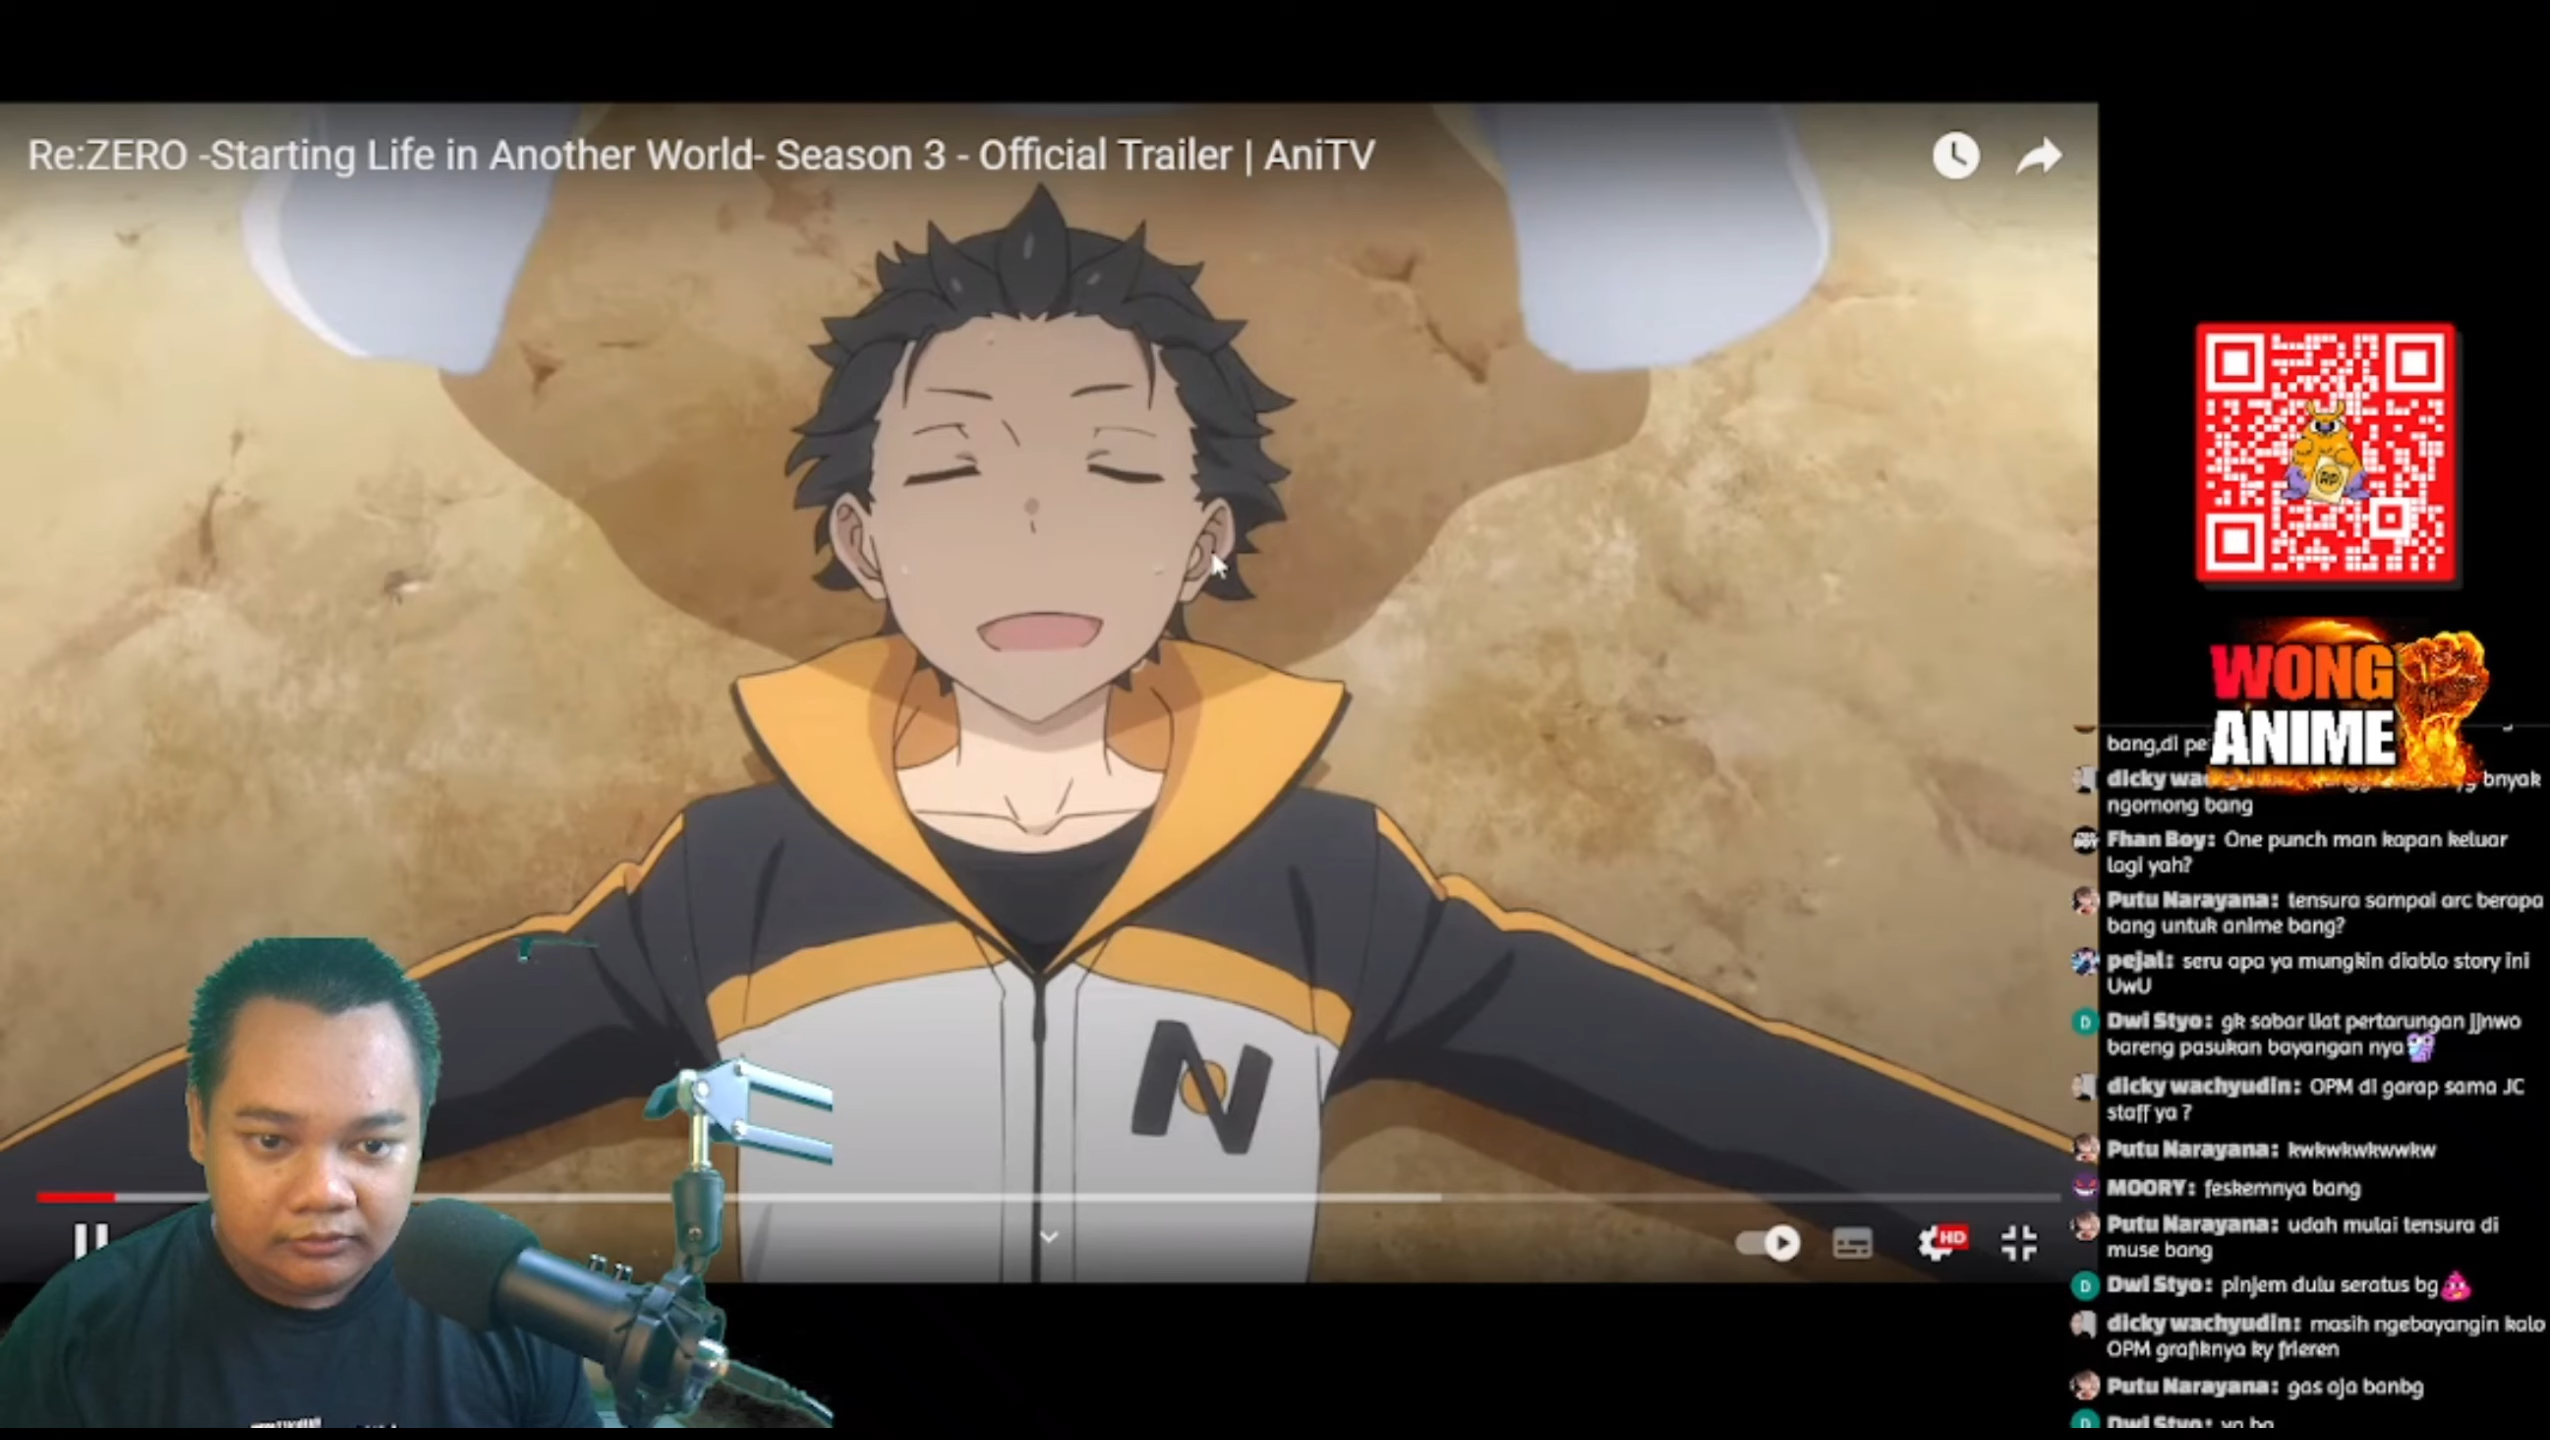 Re:ZERO -Starting Life in Another World- Season 3 - Official Trailer | AniTV
WONG
ANIME
bang,di
dicky bnyak
ngomong bang
Fhan Boy: One punch man kapan keluar
lagi yah?
Putu Narayana: tensura sampai arc berapa
bang untuk anime bang?
pejal: seru apa ya mungkin diablo story ini
UwU
D Dwi Styo: gk sabar liat pertarungan jjnwo
bareng pasukan bayangan nya
dicky wachyudin: OPM di garap sama JC
staff ya ?
Putu Narayana: kwkwkwkwwkw
MOORY: feskemnya bang
Putu Narayana: udah mulai tensura di
muse bang
D Dwi Styo: pinjem dulu seratus bg
dicky wachyudin: masih ngebayangin kalo
OPM grafiknya ky frieren
Putu Narayana: gas aja banbg
D Dwi Styo: ya bg
N
HD